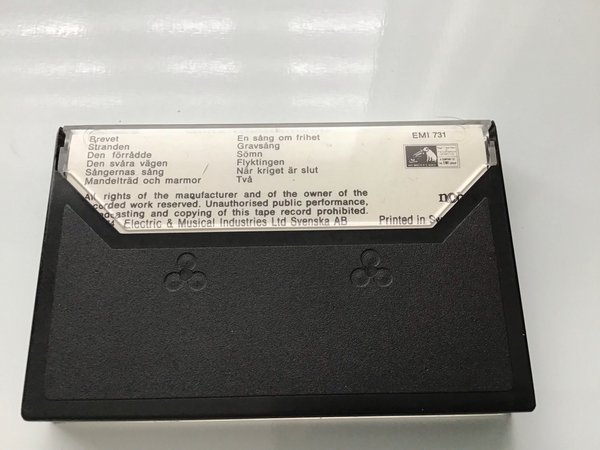 Brevet
Stranden
Den förrådde
Den svåra vägen
Sångernas sång
Mandelträd och marmor
En sång om frihet
Gravsång
Sömn
Flyktingen
När kriget är slut
Två
EMI 731
All rights of the manufacturer and of the owner of the
recorded work reserved. Unauthorised public performance,
broadcasting and copying of this tape record prohibited.
Electric & Musical Industries Ltd Svenska AB
Printed in